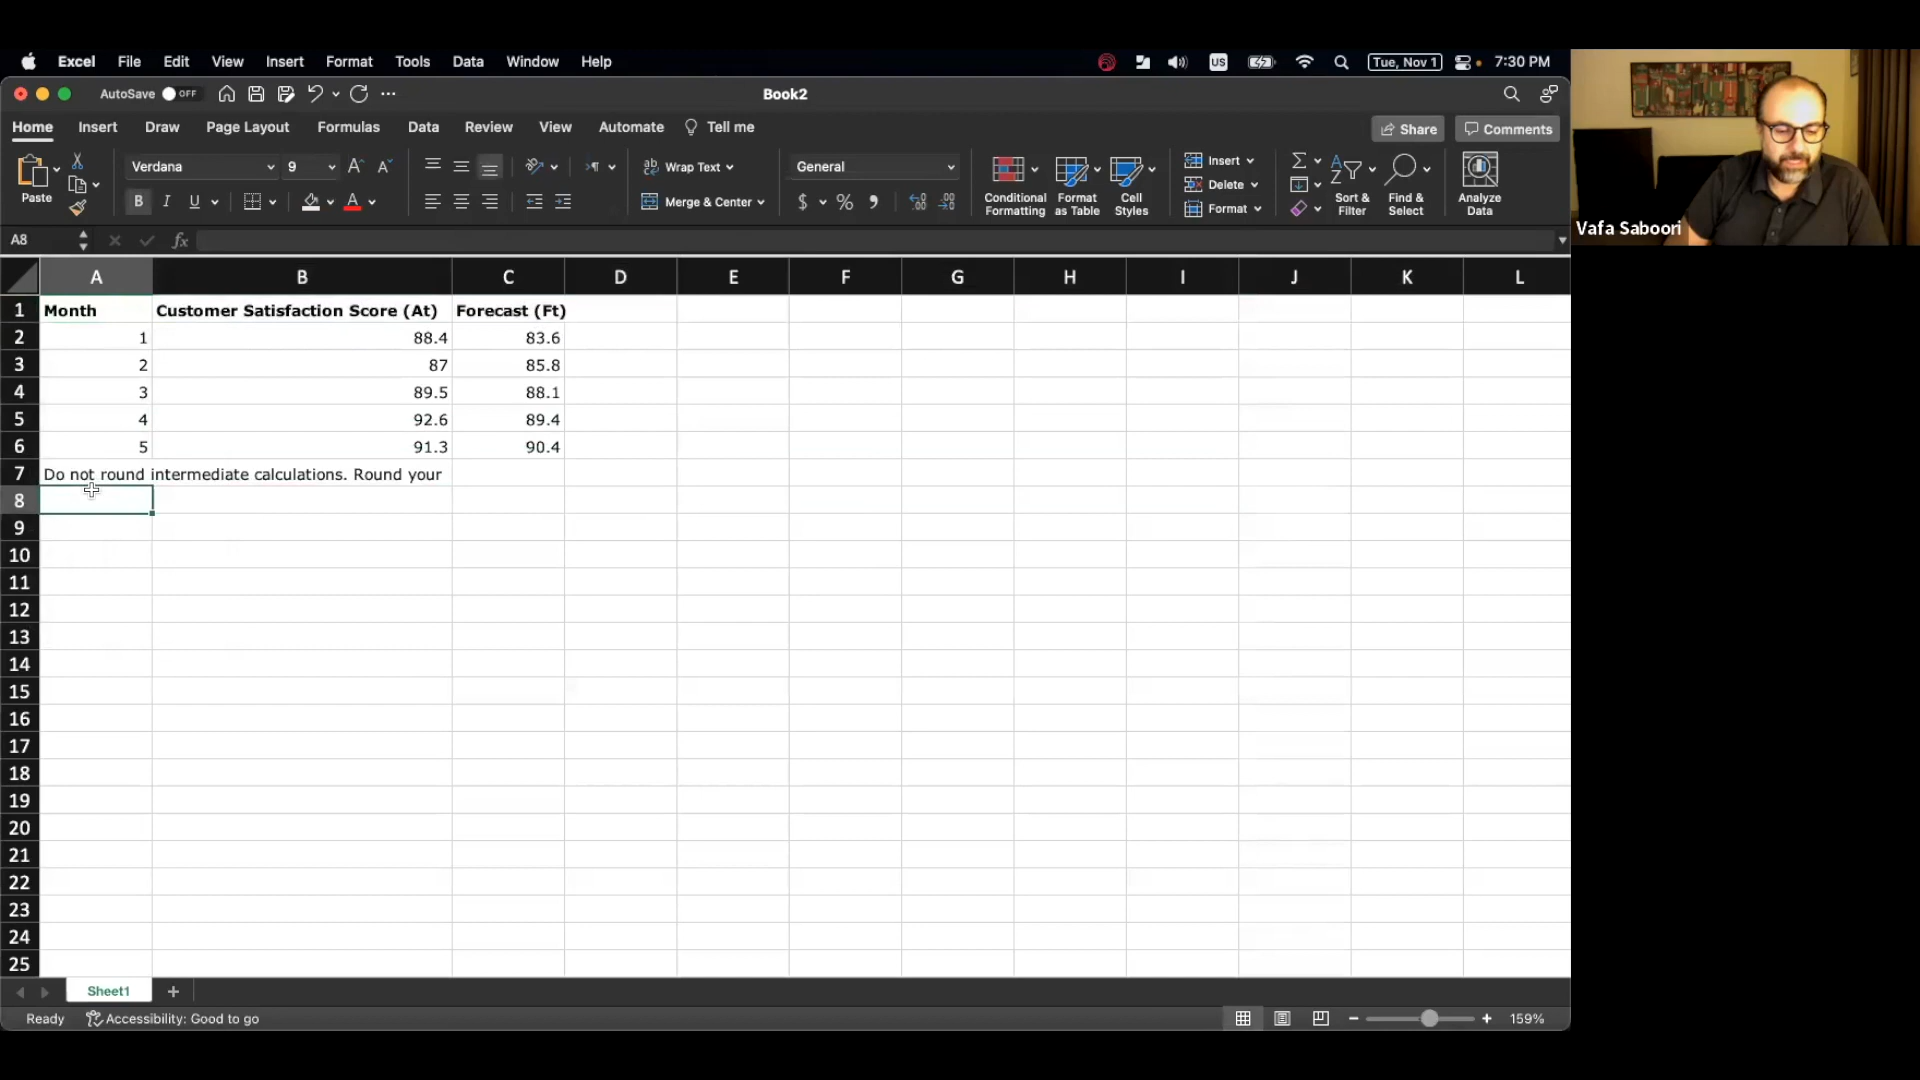 Excel File Edit View Insert Format Tools Data Window Help US Tue, Nov 1 7:30 PM
AutoSave OFF Book2
Home Insert Draw Page Layout Formulas Data Review View Automate Tell me Share Comments
Paste Verdana 9 A A Wrap Text General Conditional Formatting Format as Table Cell Styles Insert Sort & Filter Find & Select Analyze Data
Delete
B I U A Merge & Center $ % Format
A8 fx
A B C D E F G H I J K L
1 Month Customer Satisfaction Score (At) Forecast (Ft)
2 1 88.4 83.6
3 2 87 85.8
4 3 89.5 88.1
5 4 92.6 89.4
6 5 91.3 90.4
7 Do not round intermediate calculations. Round your
8
9
10
11
12
13
14
15
16
17
18
19
20
21
22
23
24
25
Sheet1 +
Ready Accessibility: Good to go 159%
Vafa Saboori